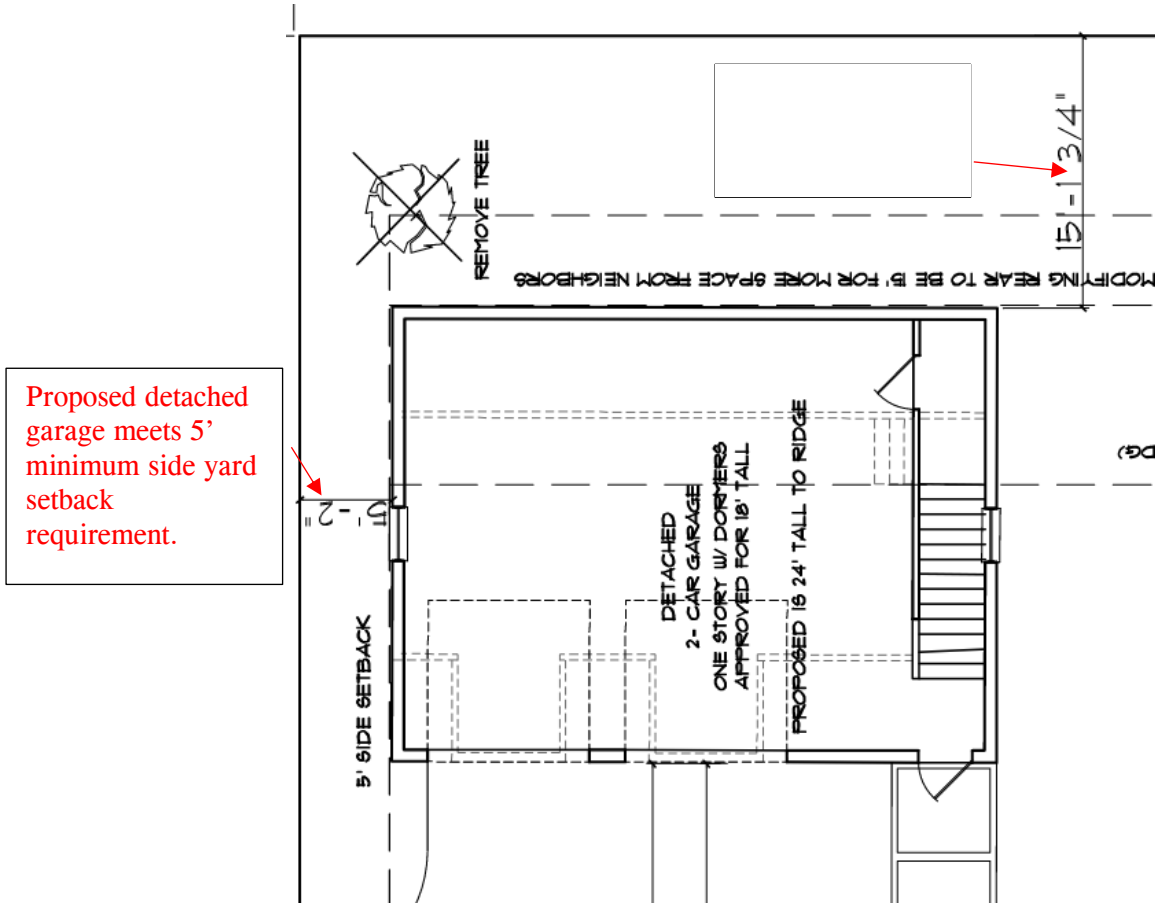 15'-1 3/4"
REMOVE TREE
MODIFYING REAR TO BE 15' FOR MORE SPACE FROM NEIGHBORS
Proposed detached
garage meets 5’
minimum side yard
setback
requirement.
5'-2"
DG)
DETACHED
2- CAR GARAGE
ONE STORY W/ DORMERS
APPROVED FOR 18' TALL
PROPOSED IS 24' TALL TO RIDGE
5' SIDE SETBACK